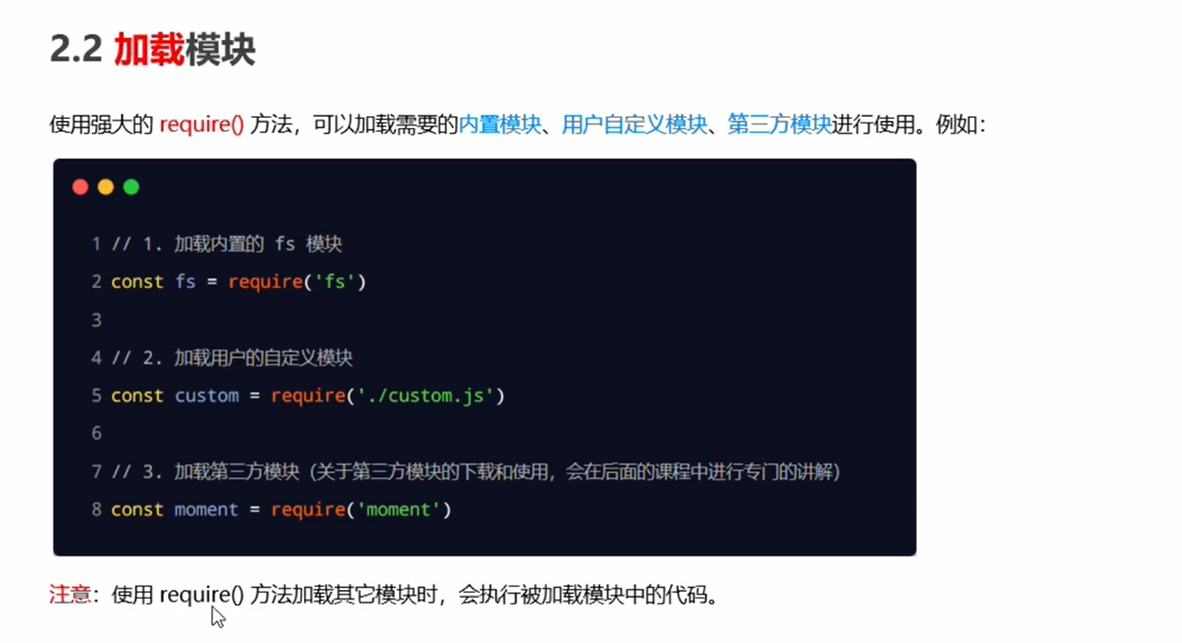 2.2 加载模块
使用强大的 require() 方法，可以加载需要的内置模块、用户自定义模块、第三方模块进行使用。例如：
1 // 1. 加载内置的 fs 模块
2 const fs = require('fs')
3
4 // 2. 加载用户的自定义模块
5 const custom = require('./custom.js')
6
7 // 3. 加载第三方模块（关于第三方模块的下载和使用，会在后面的课程中进行专门的讲解）
8 const moment = require('moment')
注意：使用 require() 方法加载其它模块时，会执行被加载模块中的代码。